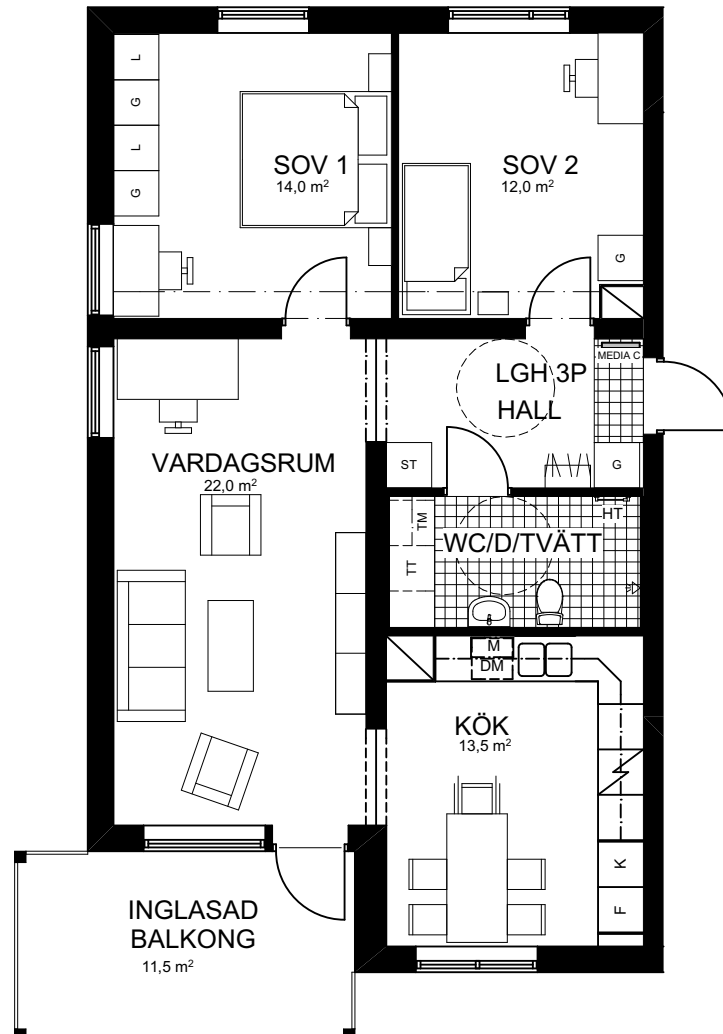 L
G
L
G
SOV 1
14,0 m²
SOV 2
12,0 m²
G
MEDIA C
LGH 3P
HALL
VARDAGSRUM
22,0 m²
ST
G
HT
TM
WC/D/TVÄTT
TT
M
DM
KÖK
13,5 m²
K
F
INGLASAD
BALKONG
11,5 m²